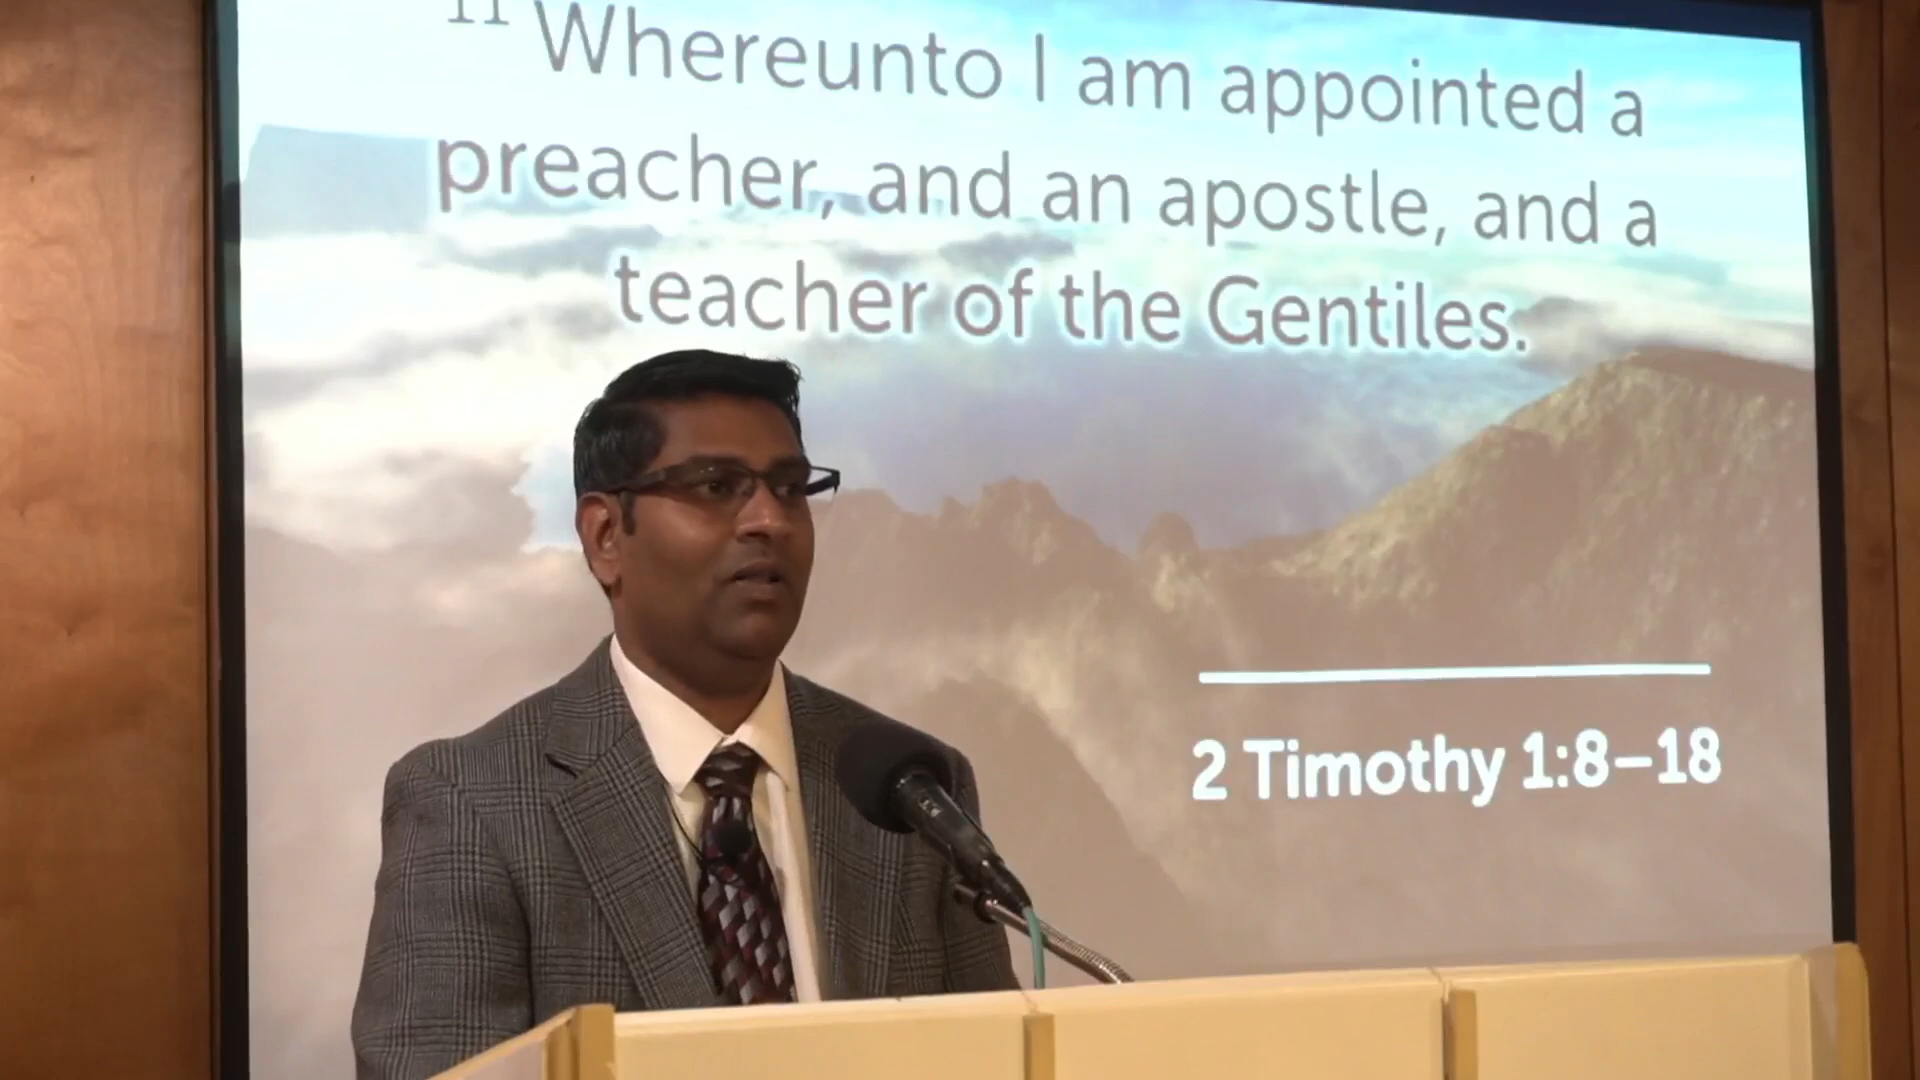 11 Whereunto I am appointed a
preacher, and an apostle, and a
teacher of the Gentiles.
2 Timothy 1:8–18